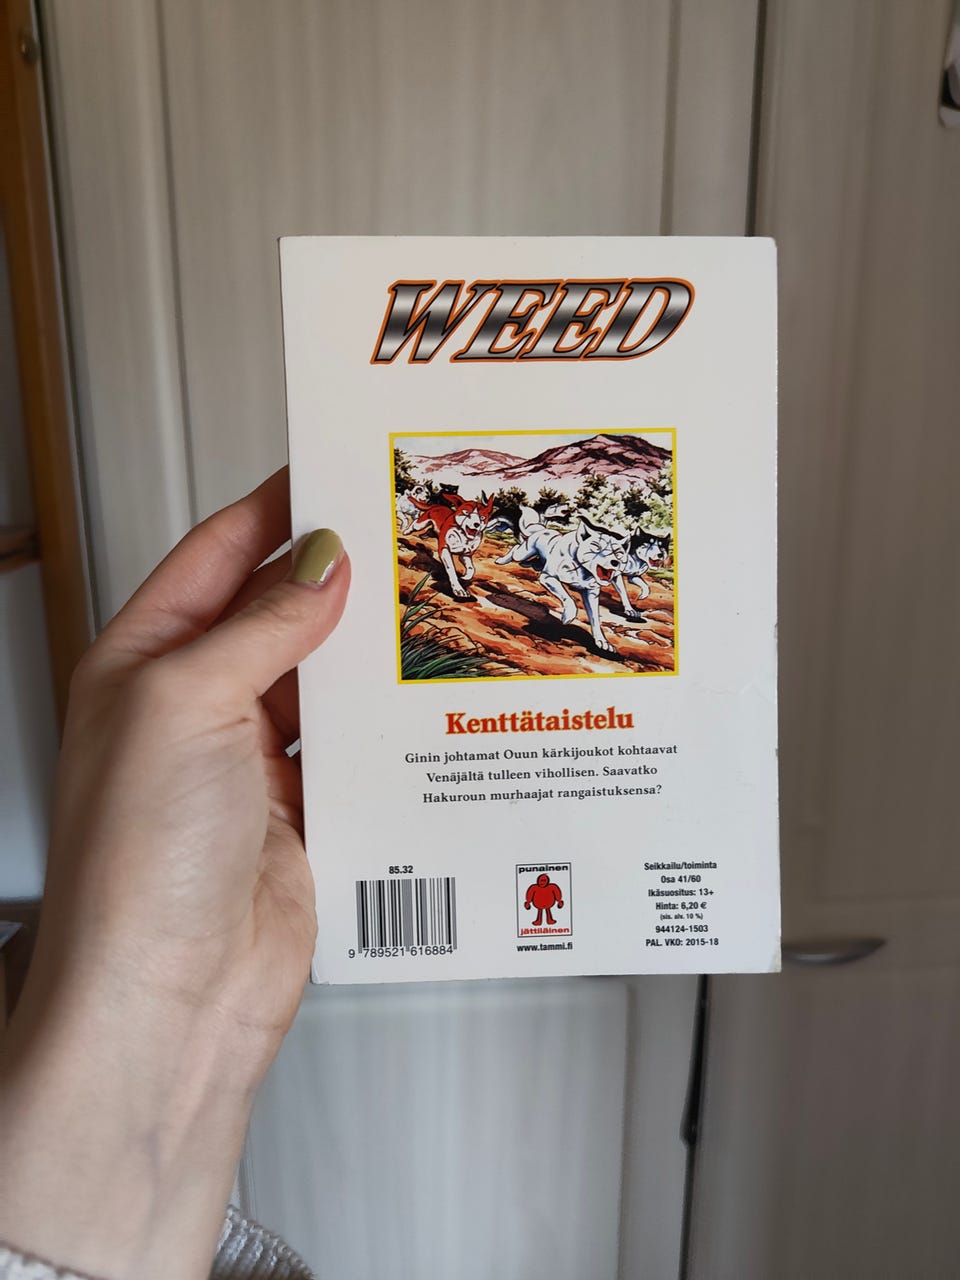 WEED
Kenttätaistelu
Ginin johtamat Ouun kärkijoukot kohtaavat
Venäjältä tulleen vihollisen. Saavatko
Hakuroun murhaajat rangaistuksensa?
85.32
9 789521 616884
punainen
jättiläinen
www.tammi.fi
Seikkailu/toiminta
Osa 41/60
Ikäsuositus: 13+
Hinta: 6,20 €
(sis. alv. 10 %)
944124-1503
PAL. VKO: 2015-18